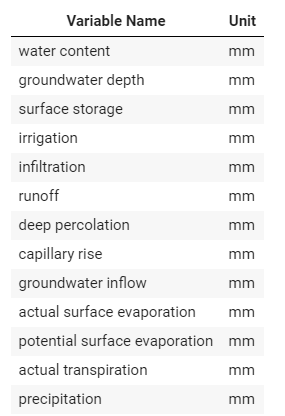 Variable Name Unit
water content mm
groundwater depth mm
surface storage mm
irrigation mm
infiltration mm
runoff mm
deep percolation mm
capillary rise mm
groundwater inflow mm
actual surface evaporation mm
potential surface evaporation mm
actual transpiration mm
precipitation mm